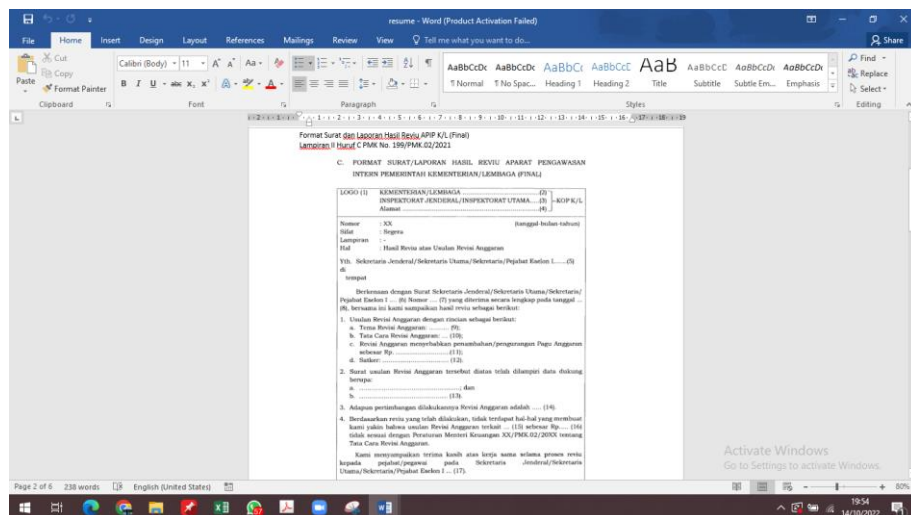 resume - Word (Product Activation Failed)
File Home Insert Design Layout References Mailings Review View Tell me what you want to do... Share
Cut
Copy
Paste
Format Painter
Calibri (Body) 11
Find
Replace
Select
AaBbCcDc AaBbCcDc AaBbCc AaBbCcC AaB AaBbCcC AaBbCcDc AaBbCcDc
¶ Normal ¶ No Spac... Heading 1 Heading 2 Title Subtitle Subtle Em... Emphasis
Clipboard Font Paragraph Styles Editing
Format Surat dan Laporan Hasil Reviu APIP K/L (Final)
Lampiran II Huruf C PMK No. 199/PMK.02/2021
C. FORMAT SURAT/LAPORAN HASIL REVIU APARAT PENGAWASAN
INTERN PEMERINTAH KEMENTERIAN/LEMBAGA (FINAL)
LOGO (1) KEMENTERIAN/LEMBAGA ..........(2)
INSPEKTORAT JENDERAL/INSPEKTORAT UTAMA.....(3) KOP K/L
Alamat ..........(4)
Nomor : XX (tanggal-bulan-tahun)
Sifat : Segera
Lampiran : -
Hal : Hasil Reviu atas Usulan Revisi Anggaran
Yth. Sekretaris Jenderal/Sekretaris Utama/Sekretaris/Pejabat Eselon I......(5)
di
tempat
Berkenaan dengan Surat Sekretaris Jenderal/Sekretaris Utama/Sekretaris/
Pejabat Eselon I .... (6) Nomor .... (7) yang diterima secara lengkap pada tanggal ...
(8), bersama ini kami sampaikan hasil reviu sebagai berikut:
1. Usulan Revisi Anggaran dengan rincian sebagai berikut:
a. Tema Revisi Anggaran: ......... (9);
b. Tata Cara Revisi Anggaran: ... (10);
c. Revisi Anggaran menyebabkan penambahan/pengurangan Pagu Anggaran
sebesar Rp. ..........(11);
d. Satker: .......... (12).
2. Surat usulan Revisi Anggaran tersebut diatas telah dilampiri data dukung
berupa:
a. ..........; dan
b. .......... (13).
3. Adapun pertimbangan dilakukannya Revisi Anggaran adalah ..... (14).
4. Berdasarkan reviu yang telah dilakukan, tidak terdapat hal-hal yang membuat
kami yakin bahwa usulan Revisi Anggaran terkait ... (15) sebesar Rp..... (16)
tidak sesuai dengan Peraturan Menteri Keuangan XX/PMK.02/20XX tentang
Tata Cara Revisi Anggaran.
Kami menyampaikan terima kasih atas kerja sama selama proses reviu
kepada pejabat/pegawai pada Sekretaris Jenderal/Sekretaris
Utama/Sekretaris/Pejabat Eselon I ... (17).
Activate Windows
Go to Settings to activate Windows.
Page 2 of 6 238 words English (United States) 80%
19:54
14/10/2022